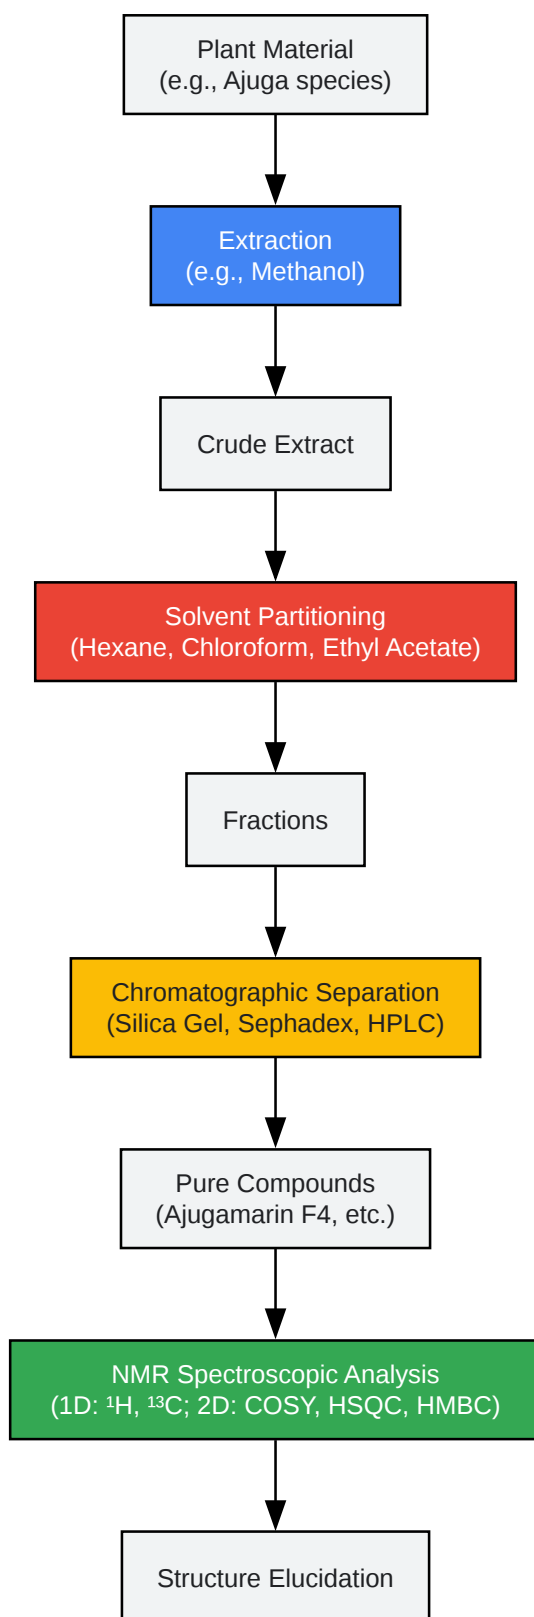 Plant Material
(e.g., Ajuga species)
Extraction
(e.g., Methanol)
Crude Extract
Solvent Partitioning
(Hexane, Chloroform, Ethyl Acetate)
Fractions
Chromatographic Separation
(Silica Gel, Sephadex, HPLC)
Pure Compounds
(Ajugamarin F4, etc.)
NMR Spectroscopic Analysis
(1D: ¹H, ¹³C; 2D: COSY, HSQC, HMBC)
Structure Elucidation